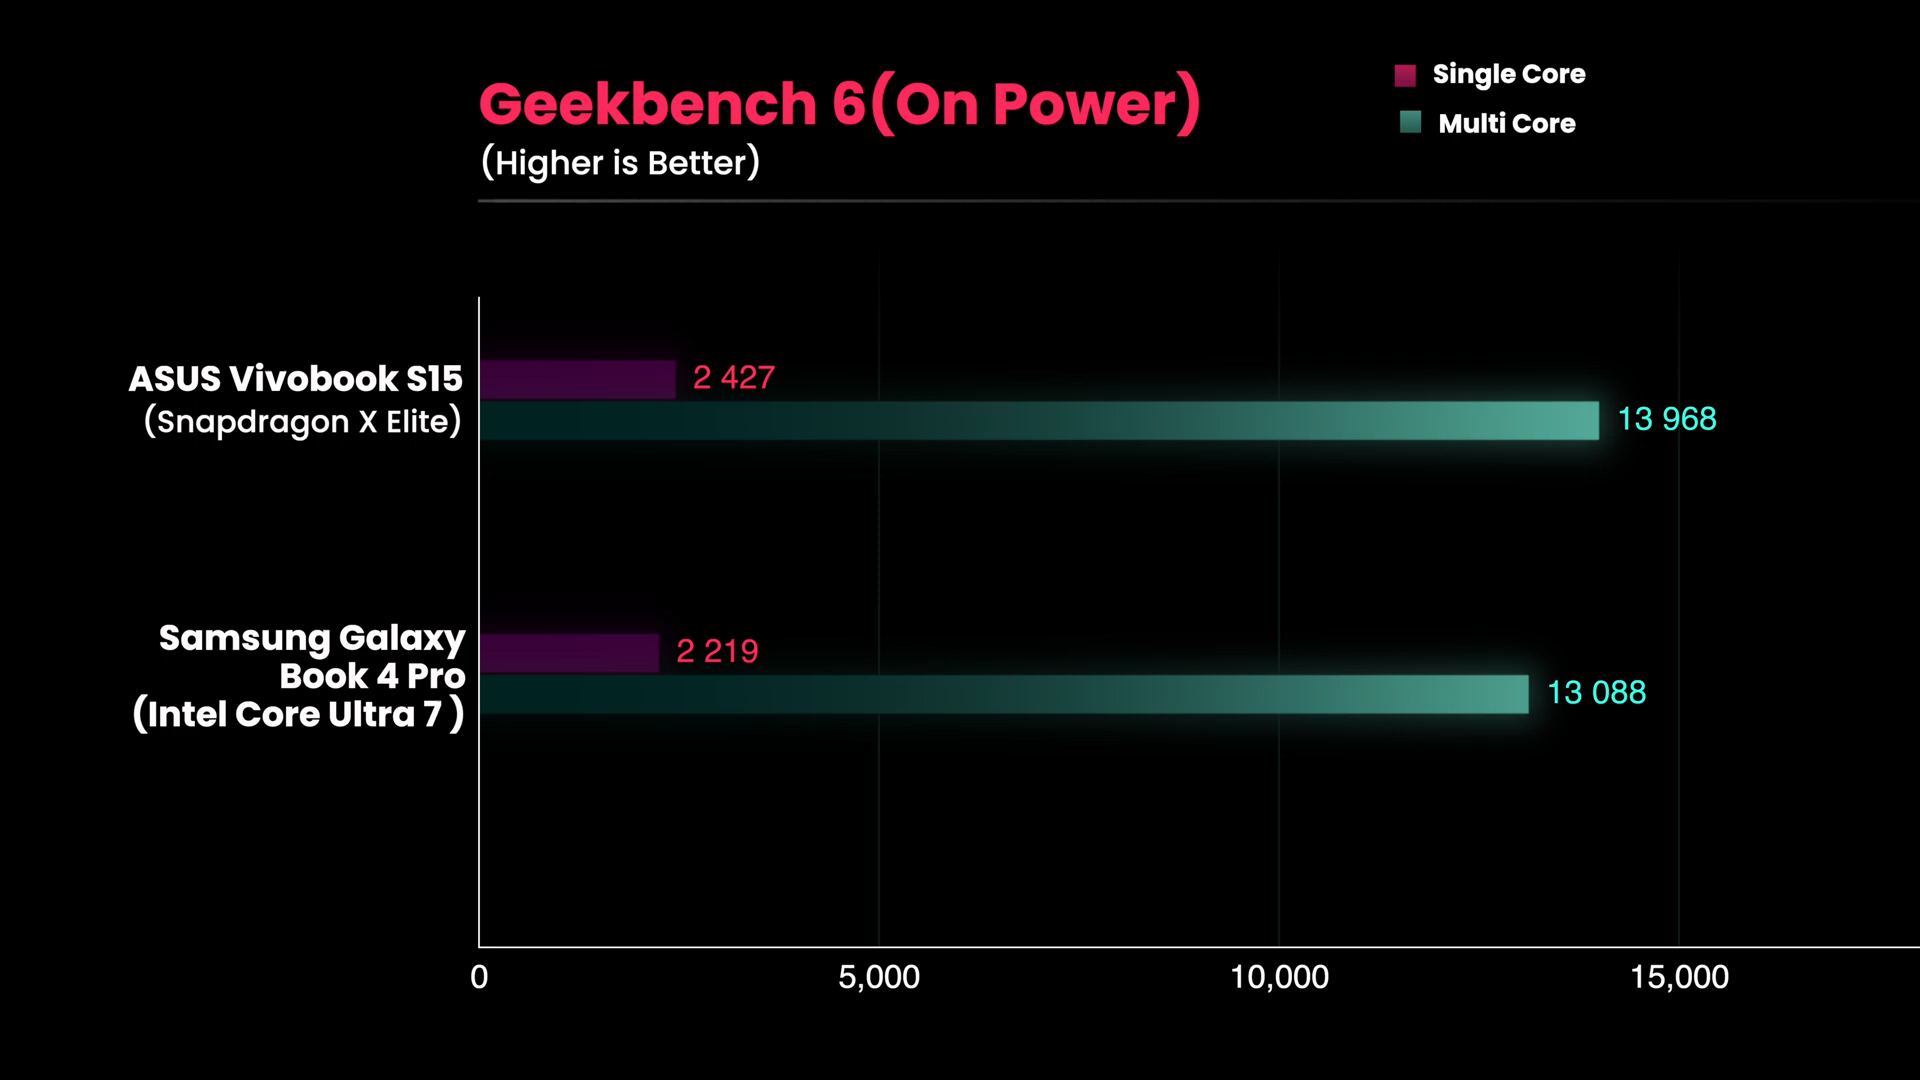 Geekbench 6(On Power)
(Higher is Better)
Single Core
Multi Core
ASUS Vivobook S15
(Snapdragon X Elite)
2 427
13 968
Samsung Galaxy
Book 4 Pro
(Intel Core Ultra 7 )
2 219
13 088
0
5,000
10,000
15,000